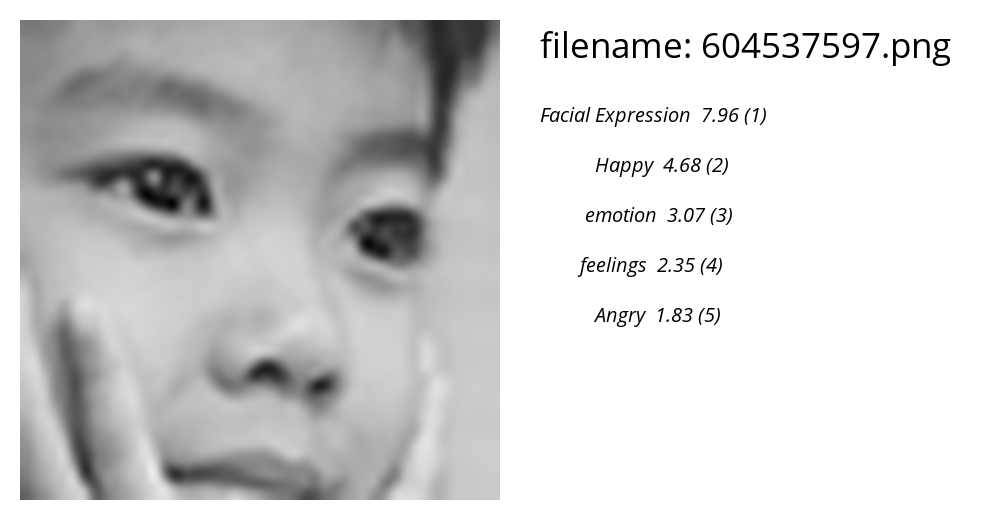 filename: 604537597.png
Facial Expression 7.96 (1)
Happy 4.68 (2)
emotion 3.07 (3)
feelings 2.35 (4)
Angry 1.83 (5)